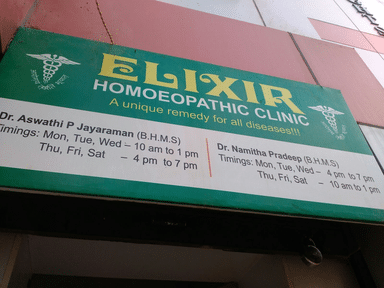 ELIXIR
HOMOEOPATHIC CLINIC
A unique remedy for all diseases!!!
Dr. Aswathi P Jayaraman (B.H.M.S)
Timings: Mon, Tue, Wed – 10 am to 1 pm
Thu, Fri, Sat – 4 pm to 7 pm
Dr. Namitha Pradeep (B.H.M.S)
Timings: Mon, Tue, Wed – 4 pm to 7 pm
Thu, Fri, Sat – 10 am to 1 pm